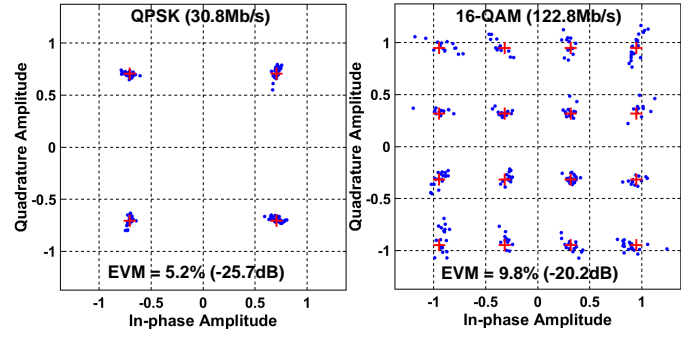 QPSK (30.8Mb/s)
1
0.5
0
-0.5
-1
Quadrature Amplitude
EVM = 5.2% (-25.7dB)
-1 -0.5 0 0.5 1
In-phase Amplitude
16-QAM (122.8Mb/s)
1
0.5
0
-0.5
-1
Quadrature Amplitude
EVM = 9.8% (-20.2dB)
-1 -0.5 0 0.5 1
In-phase Amplitude